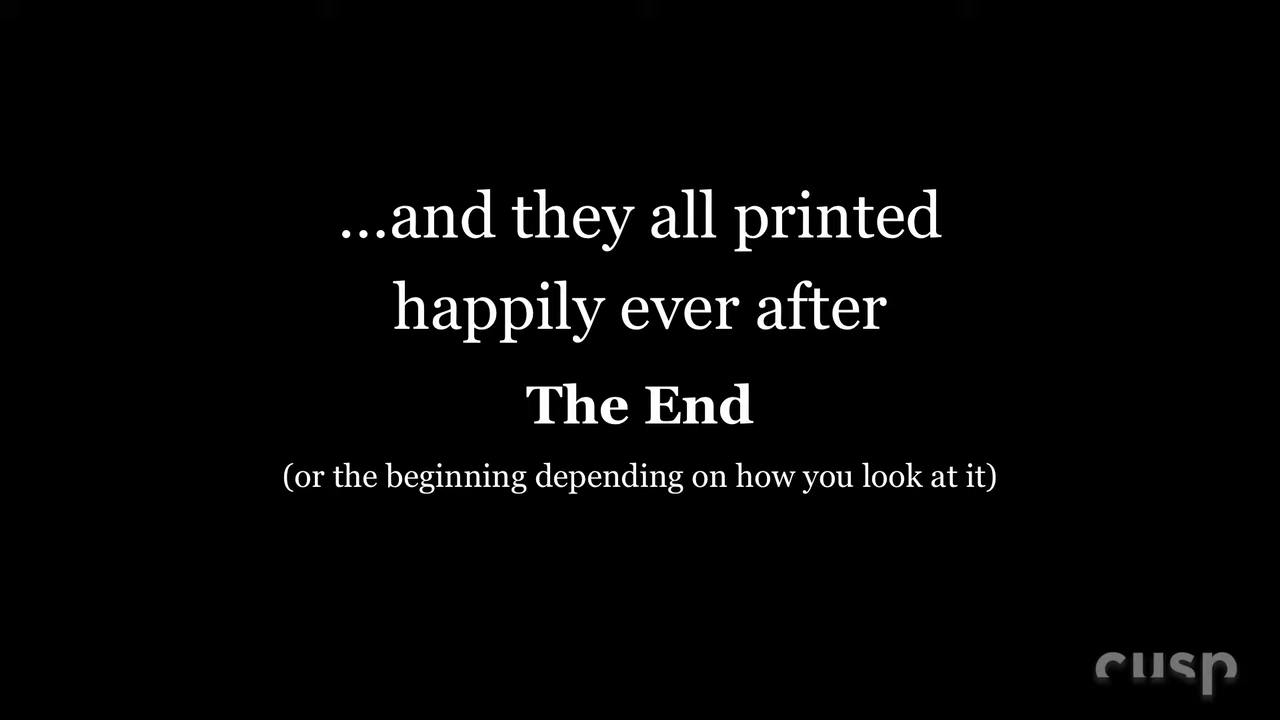 ...and they all printed
happily ever after
The End
(or the beginning depending on how you look at it)
cusp